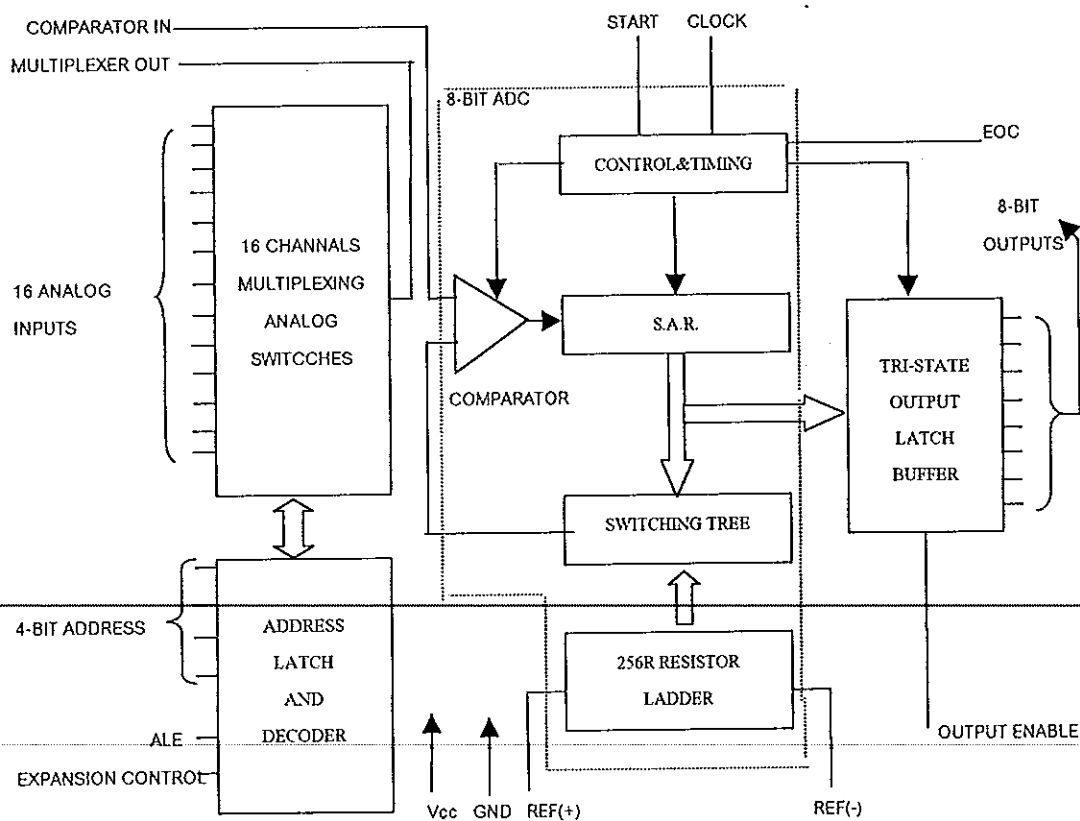 COMPARATOR IN
MULTIPLEXER OUT
START
CLOCK
8-BIT ADC
EOC
CONTROL&TIMING
8-BIT
OUTPUTS
16 CHANNELS
MULTIPLEXING
ANALOG
SWITCCHES
16 ANALOG
INPUTS
S.A.R.
COMPARATOR
TRI-STATE
OUTPUT
LATCH
BUFFER
SWITCHING TREE
4-BIT ADDRESS
ADDRESS
LATCH
AND
DECODER
256R RESISTOR
LADDER
ALE
EXPANSION CONTROL
OUTPUT ENABLE
Vcc
GND
REF(+)
REF(-)